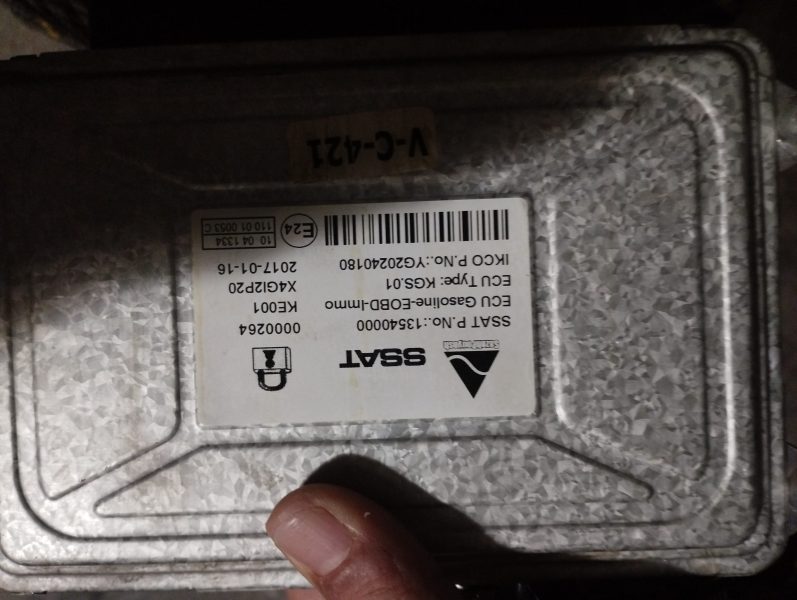 SazehPouyesh
SSAT
SSAT P.No.:13540000 0000264
ECU Gasoline-EOBD-Immo KE001
ECU Type: KGS.01 X4GI2P20
IKCO P.No.:YG20240180 2017-01-16
E24
10 04 1334
110 01 0053 C
V-C-421